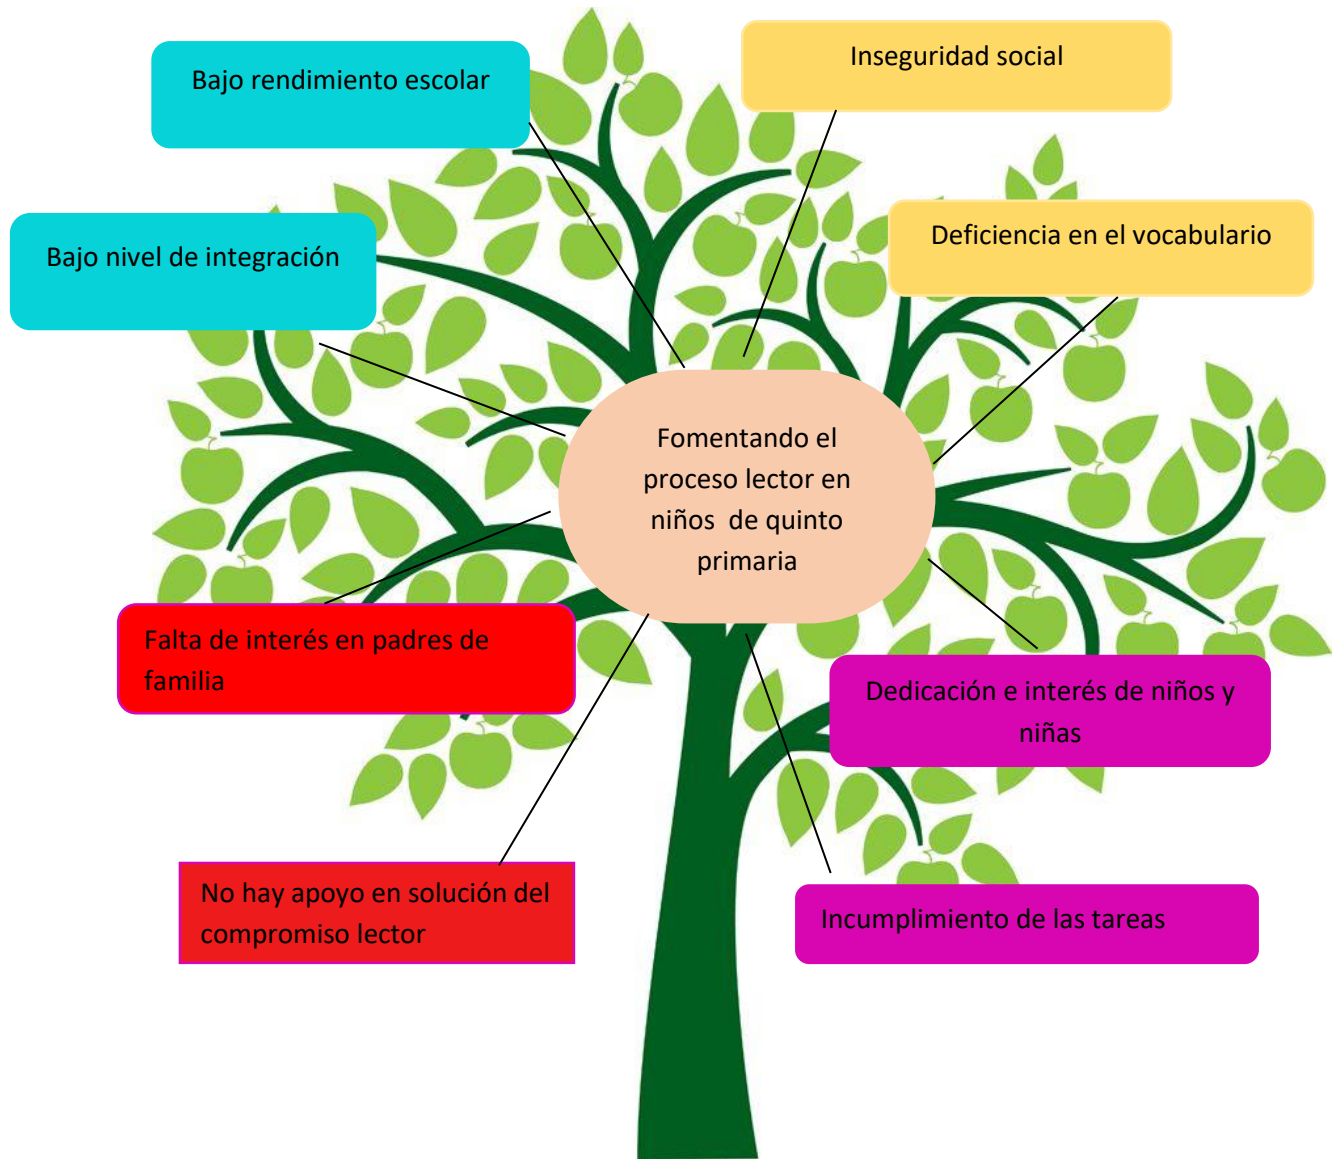 Bajo rendimiento escolar
Inseguridad social
Bajo nivel de integración
Deficiencia en el vocabulario
Fomentando el
proceso lector en
niños de quinto
primaria
Falta de interés en padres de
familia
Dedicación e interés de niños y
niñas
No hay apoyo en solución del
compromiso lector
Incumplimiento de las tareas